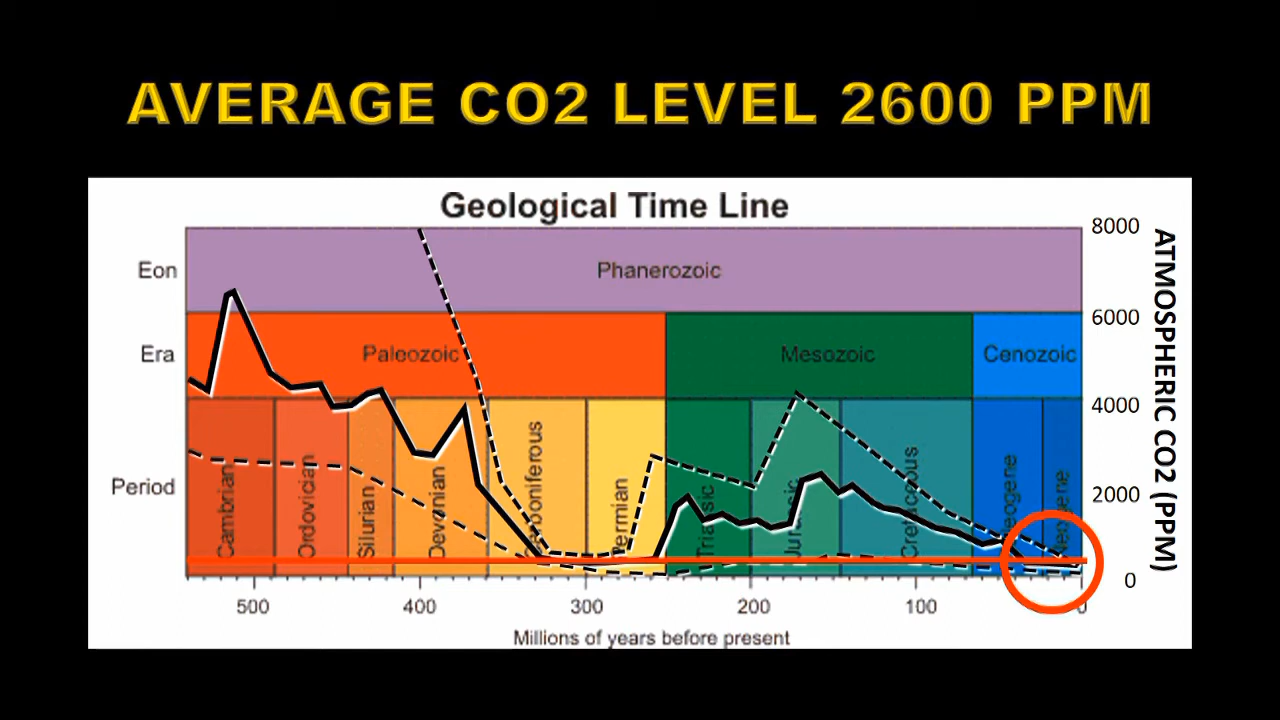 AVERAGE CO2 LEVEL 2600 PPM
Geological Time Line
Eon
Phanerozoic
Era
Paleozoic
Mesozoic
Cenozoic
Period
Cambrian
Ordovician
Silurian
Devonian
Carboniferous
Permian
Triassic
Jurassic
Cretaceous
8000
6000
4000
2000
0
ATMOSPHERIC CO2 (PPM)
500
400
300
200
100
0
Millions of years before present